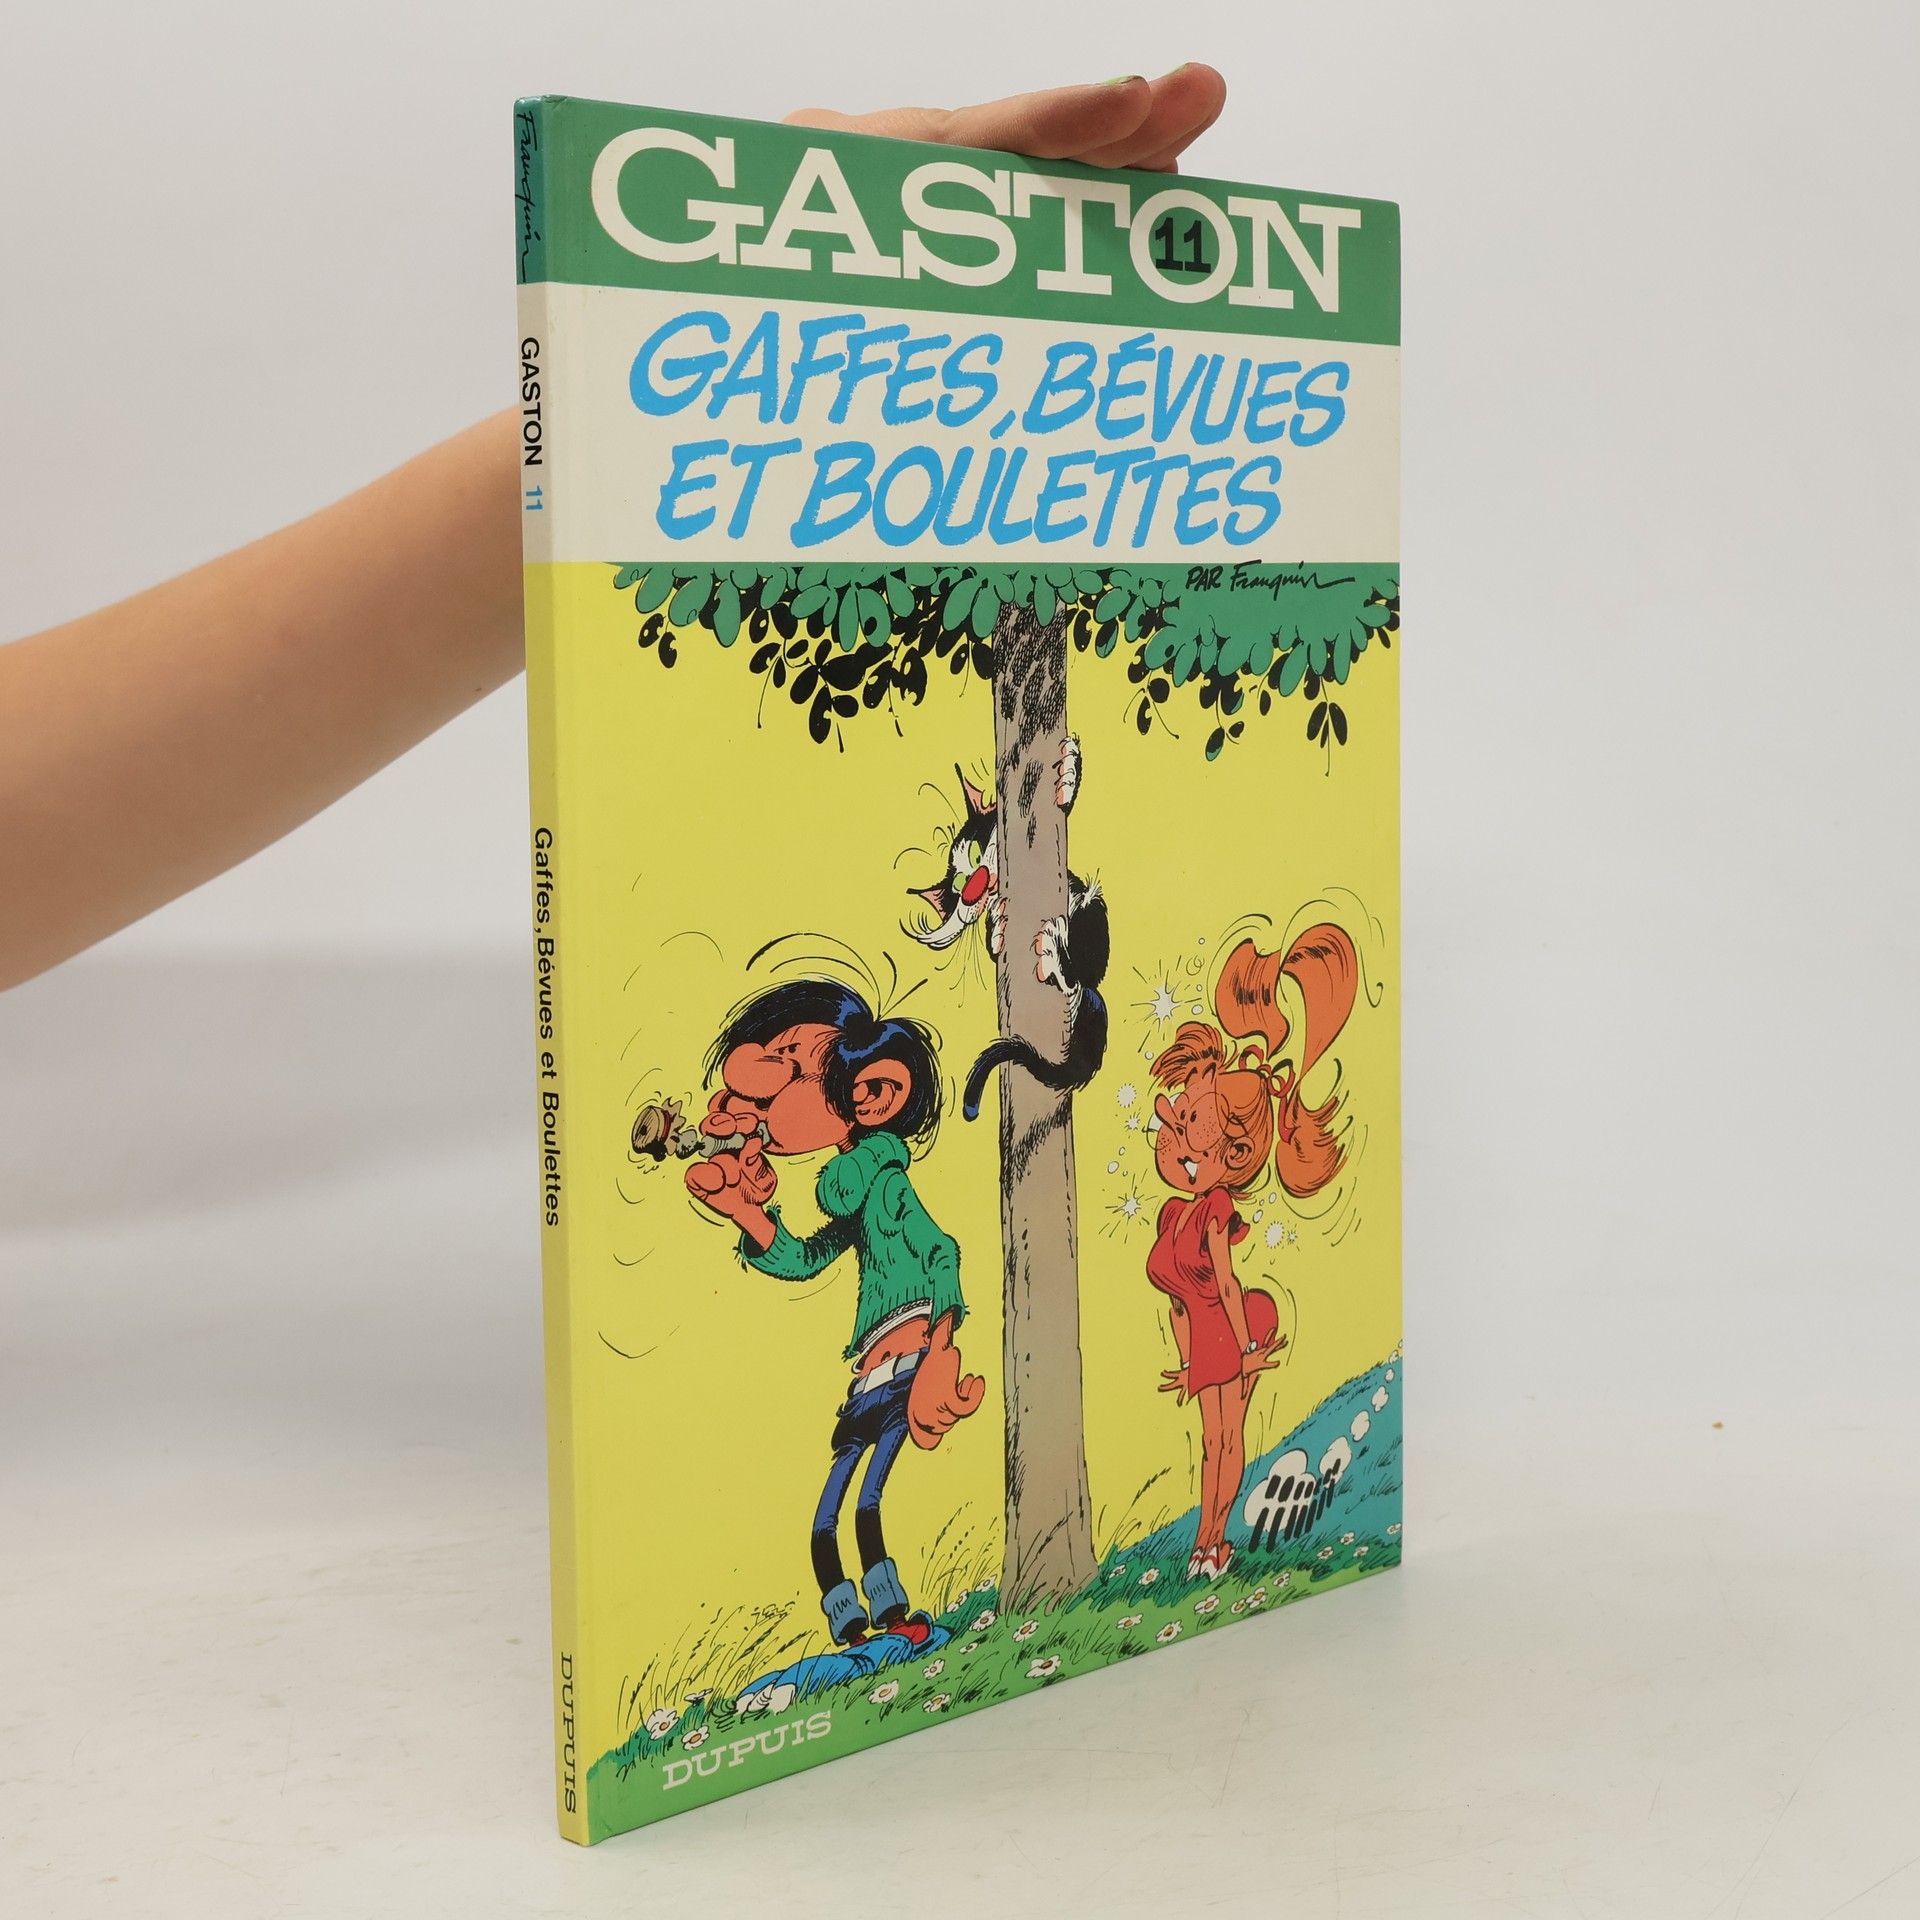 GASTON
11
GAFFES, BÉVUES
ET BOULETTES
PAR Franquin
DUPUIS
Franquin
GASTON 11
Gaffes, Bévues et Boulettes
DUPUIS